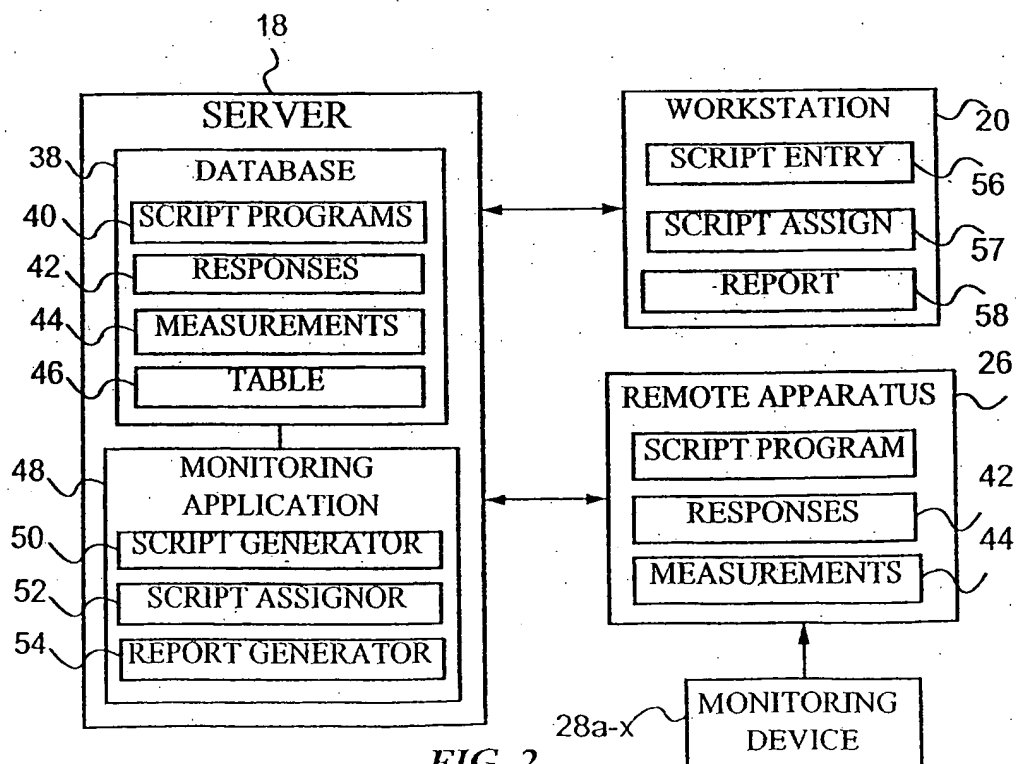 18
SERVER
38
DATABASE
40
SCRIPT PROGRAMS
42
RESPONSES
44
MEASUREMENTS
46
TABLE
48
MONITORING
APPLICATION
50
SCRIPT GENERATOR
52
SCRIPT ASSIGNOR
54
REPORT GENERATOR
WORKSTATION
20
SCRIPT ENTRY
56
SCRIPT ASSIGN
57
REPORT
58
26
REMOTE APPARATUS
SCRIPT PROGRAM
42
RESPONSES
44
MEASUREMENTS
28a-x
MONITORING
DEVICE
FIG. 2